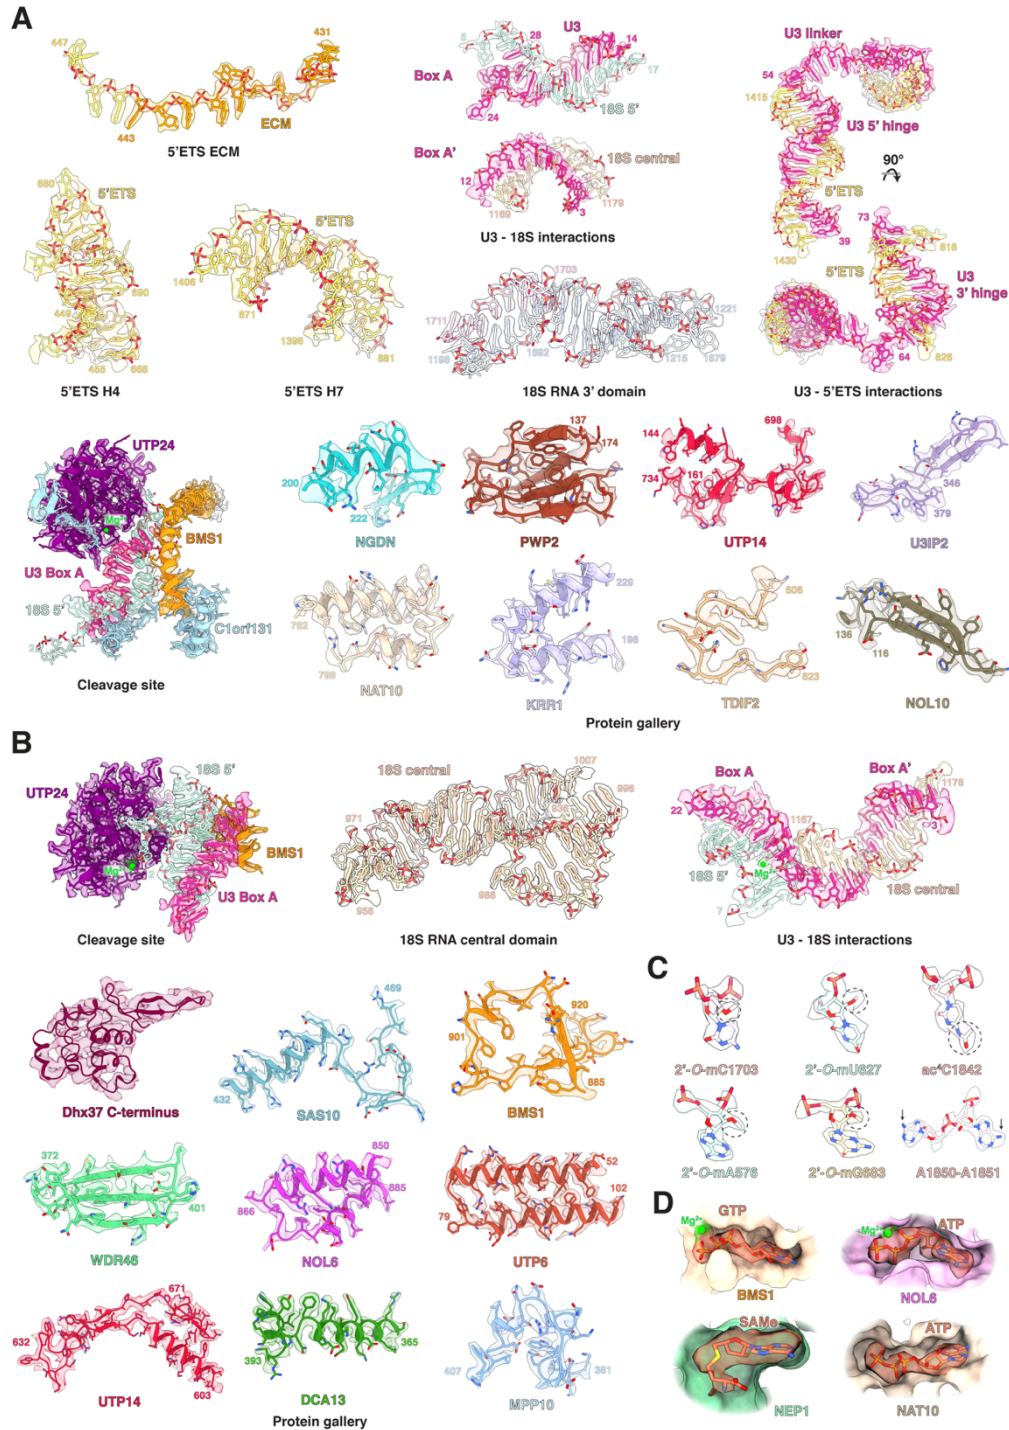 A
447
431
443
ECM
5'ETS ECM
5
28
U3
14
17
Box A
24
18S 5'
Box A'
18S central
12
3
1169
1179
U3 - 18S interactions
U3 linker
54
1415
U3 5' hinge
90°
5'ETS
73
39
816
1430
5'ETS
U3
3' hinge
64
828
U3 - 5'ETS interactions
680
5'ETS
690
449
455
668
5'ETS H4
5'ETS
1406
871
1396
881
5'ETS H7
1703
1711
1221
1198
1692
1215
1679
18S RNA 3' domain
UTP24
Mg²⁺
BMS1
U3 Box A
18S 5'
C1orf131
2
Cleavage site
200
222
NGDN
137
174
PWP2
144
698
734
161
UTP14
346
379
U3IP2
762
798
NAT10
229
198
KRR1
605
623
TDIF2
136
116
NOL10
Protein gallery
B
18S 5'
UTP24
BMS1
Mg²⁺
2
U3 Box A
Cleavage site
18S central
1007
996
971
956
986
18S RNA central domain
Box A
Box A'
1178
22
1167
3
18S 5'
Mg²⁺
18S central
7
U3 - 18S interactions
Dhx37 C-terminus
469
432
SAS10
920
901
885
BMS1
C
2'-O-mC1703
2'-O-mU627
ac⁴C1842
2'-O-mA576
2'-O-mG683
A1850-A1851
372
401
WDR46
850
885
866
NOL6
52
102
79
UTP6
D
Mg²⁺
GTP
BMS1
Mg²⁺
ATP
NOL6
SAMe
NEP1
ATP
NAT10
671
632
603
UTP14
365
393
DCA13
407
381
MPP10
Protein gallery